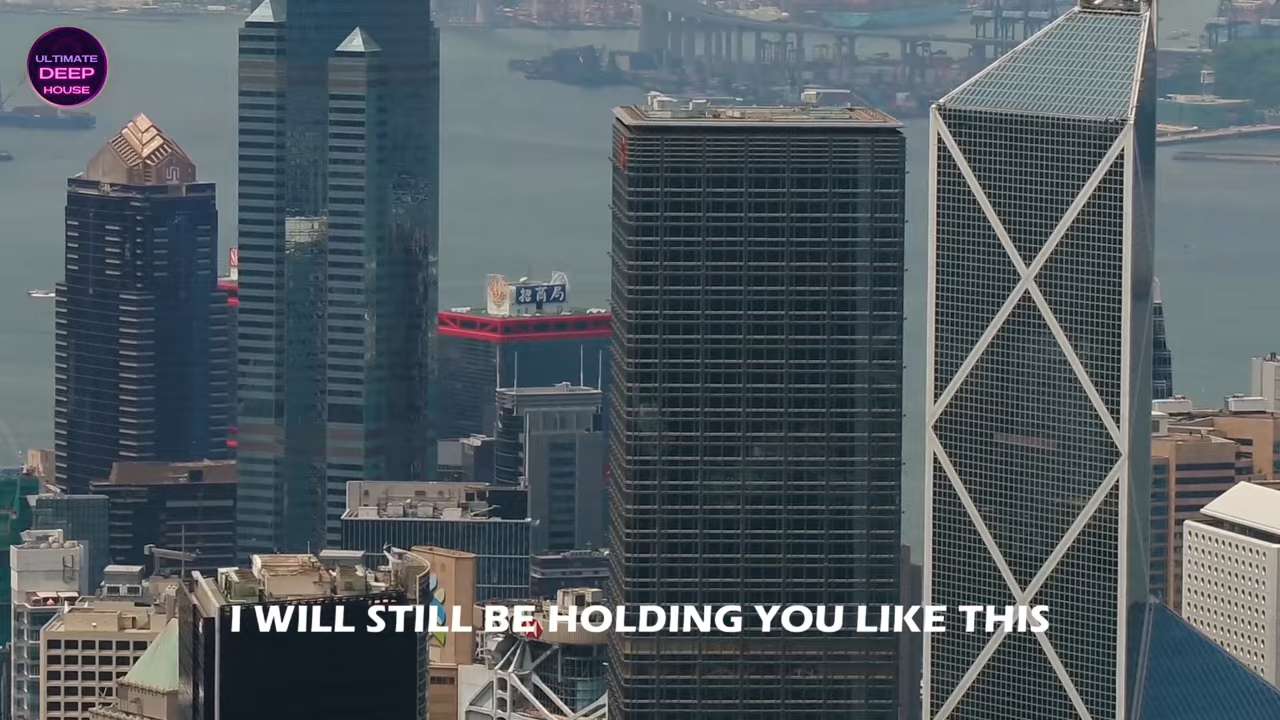 ULTIMATE
DEEP
HOUSE
招商局
I WILL STILL BE HOLDING YOU LIKE THIS